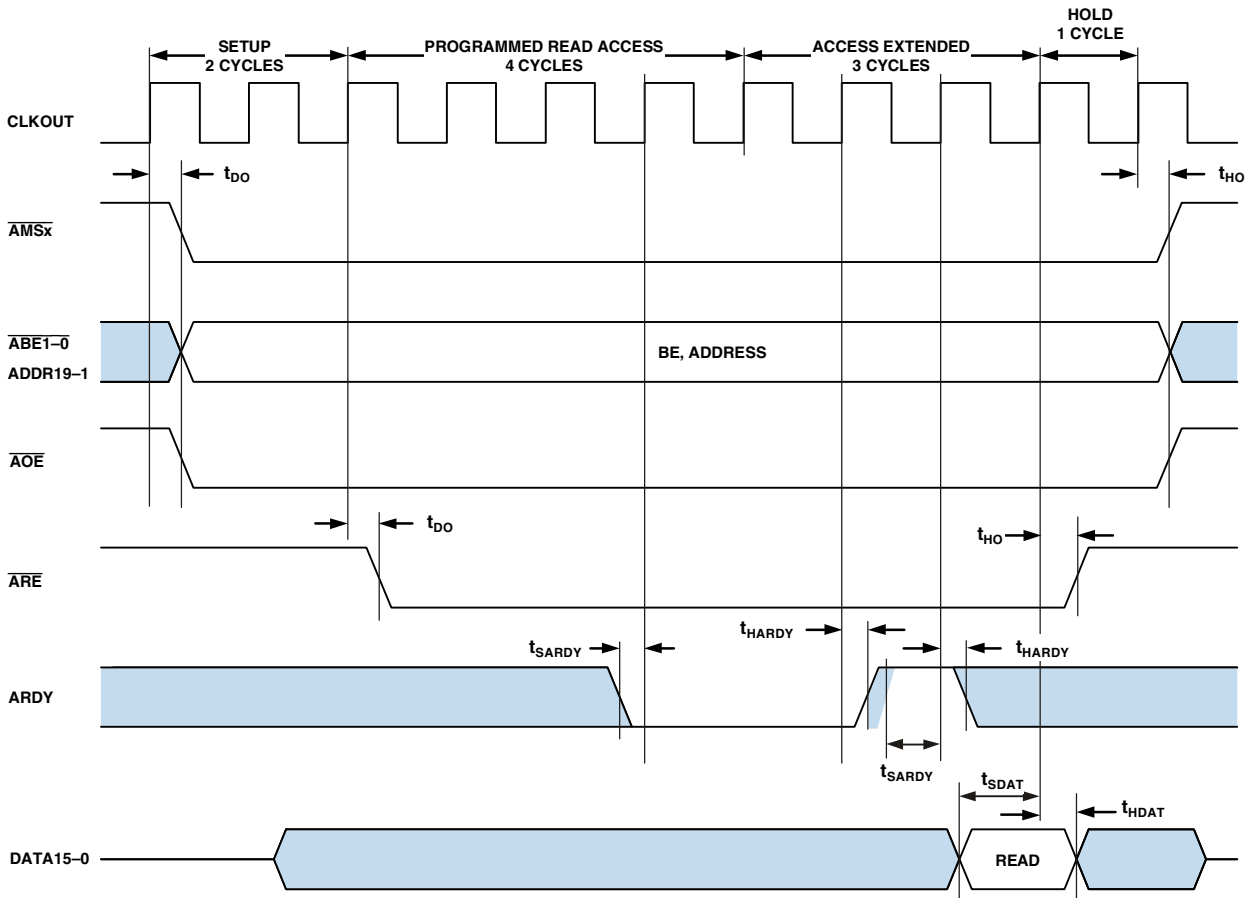 SETUP
2 CYCLES
PROGRAMMED READ ACCESS
4 CYCLES
ACCESS EXTENDED
3 CYCLES
HOLD
1 CYCLE
CLKOUT
tDO
tHO
AMSx
ABE1–0
ADDR19–1
BE, ADDRESS
AOE
tDO
tHO
ARE
tSARDY
tHARDY
tHARDY
ARDY
tSARDY
tSDAT
tHDAT
DATA15–0
READ